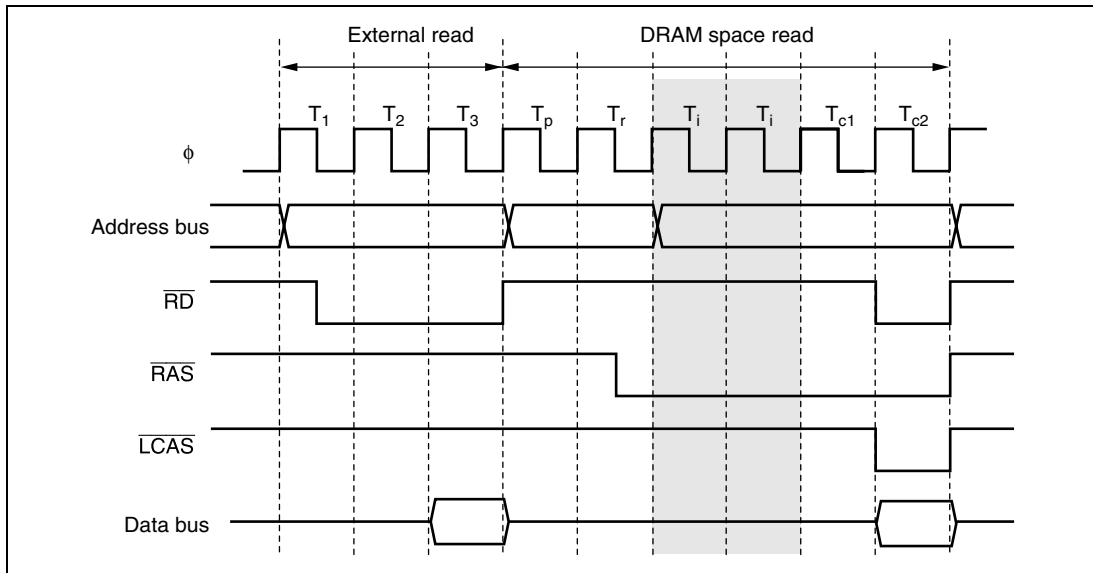 External read DRAM space read
T1 T2 T3 Tp Tr Ti Ti Tc1 Tc2
ϕ
Address bus
RD
RAS
LCAS
Data bus